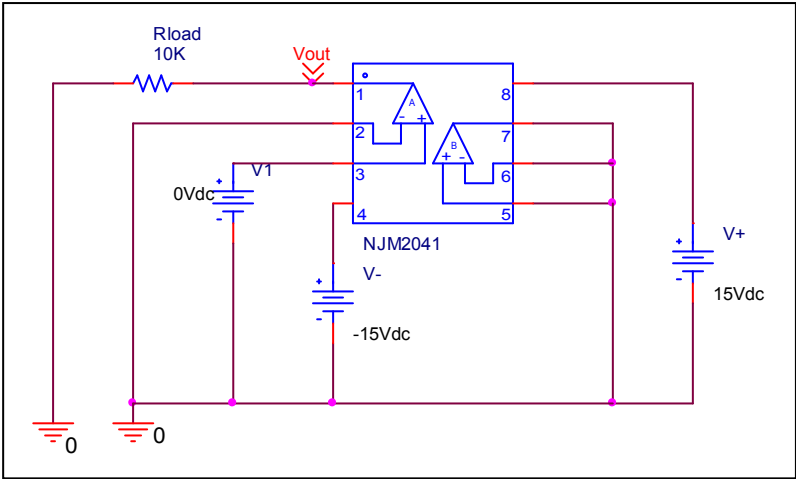 Rload
10K
Vout
1
2
3
4
8
7
6
5
A
- +
B
+ -
V1
+
0Vdc
-
NJM2041
V-
+
-
-15Vdc
V+
+
-
15Vdc
0
0